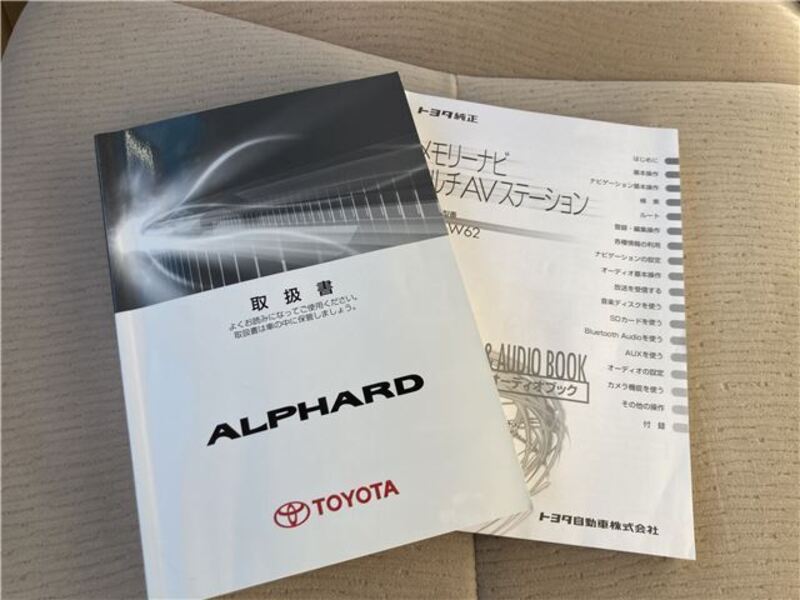 取扱書
よくお読みになってご使用ください。
取扱書は車の中に保管しましょう。
ALPHARD
TOYOTA
トヨタ純正
メモリーナビ
ルチAVステーション
W62
& AUDIO BOOK
オーディオブック
はじめに
基本操作
ナビゲーション基本操作
検 索
ルート
登録・編集操作
各種情報の利用
ナビゲーションの設定
オーディオ基本操作
放送を受信する
音楽ディスクを使う
SDカードを使う
Bluetooth Audioを使う
AUXを使う
オーディオの設定
カメラ機能を使う
その他の操作
付 録
トヨタ自動車株式会社